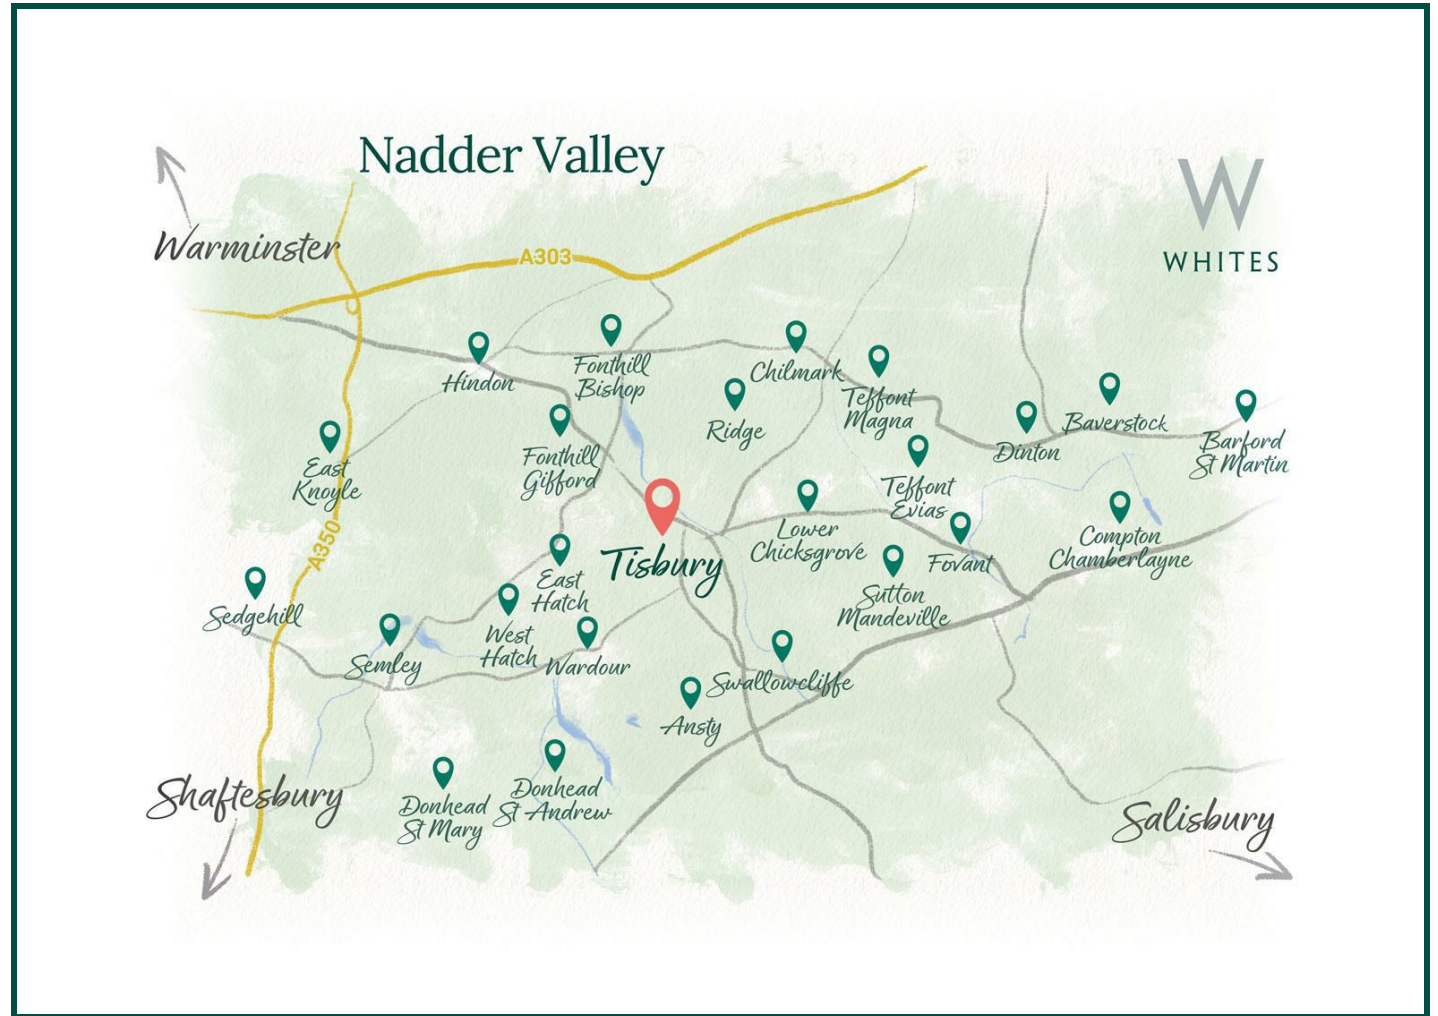 Nadder Valley
W
WHITES
Warminster
A303
Hindon
Fonthill
Bishop
Chilmark
Teffont
Magna
Ridge
Baverstock
Dinton
Barford
St Martin
East
Knoyle
Fonthill
Gifford
Teffont
Evias
A350
Tisbury
Lower
Chicksgrove
Fovant
Compton
Chamberlayne
Sutton
Mandeville
East
Hatch
Sedgehill
West
Hatch
Semley
Wardour
Swallowcliffe
Ansty
Donhead
St Mary
Donhead
St Andrew
Shaftesbury
Salisbury